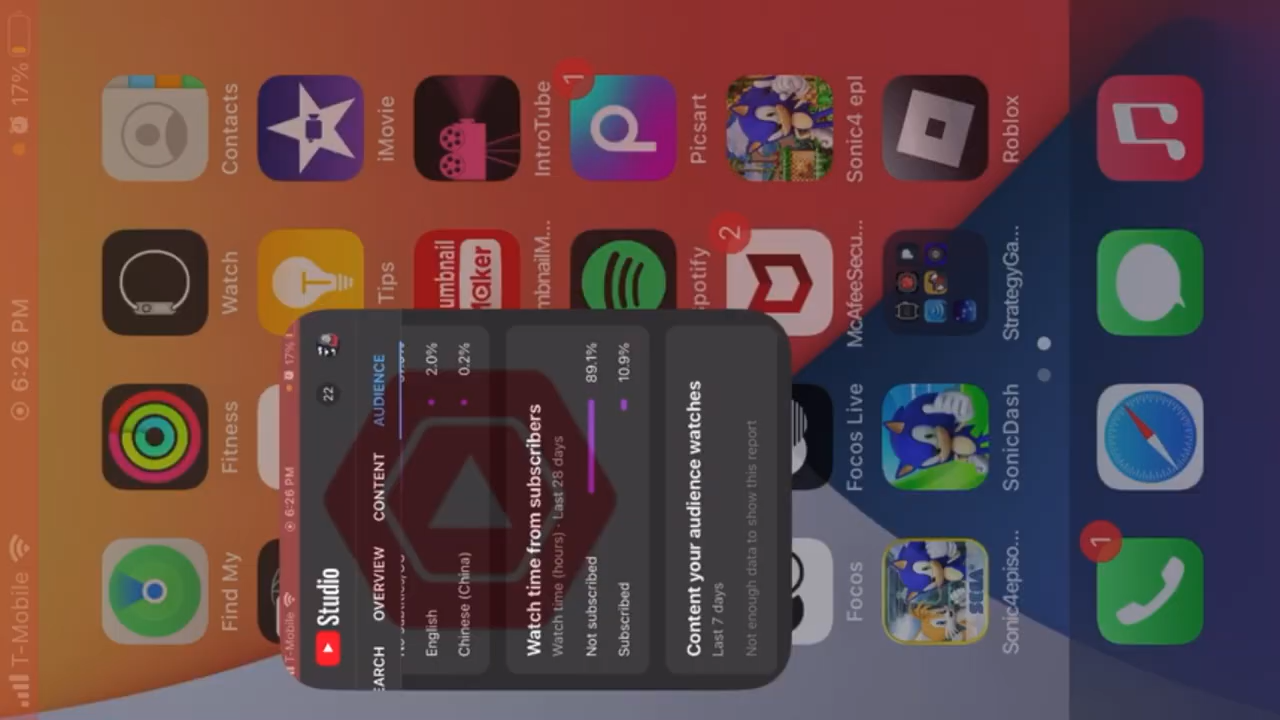 T-Mobile
6:26 PM
17%
Find My
Fitness
Watch
Contacts
Tips
iMovie
umbnail
Maker
mbnailM...
IntroTube
potify
Picsart
1
Focos
Focos Live
McAfeeSecu...
Sonic4 epI
2
Sonic4episo...
SonicDash
StrategyGa...
Roblox
SEGA
1
T-Mobile
6:26 PM
17%
Studio
22
EARCH
OVERVIEW
CONTENT
AUDIENCE
English
2.0%
Chinese (China)
0.2%
Watch time from subscribers
Watch time (hours) · Last 28 days
Not subscribed
89.1%
Subscribed
10.9%
Content your audience watches
Last 7 days
Not enough data to show this report